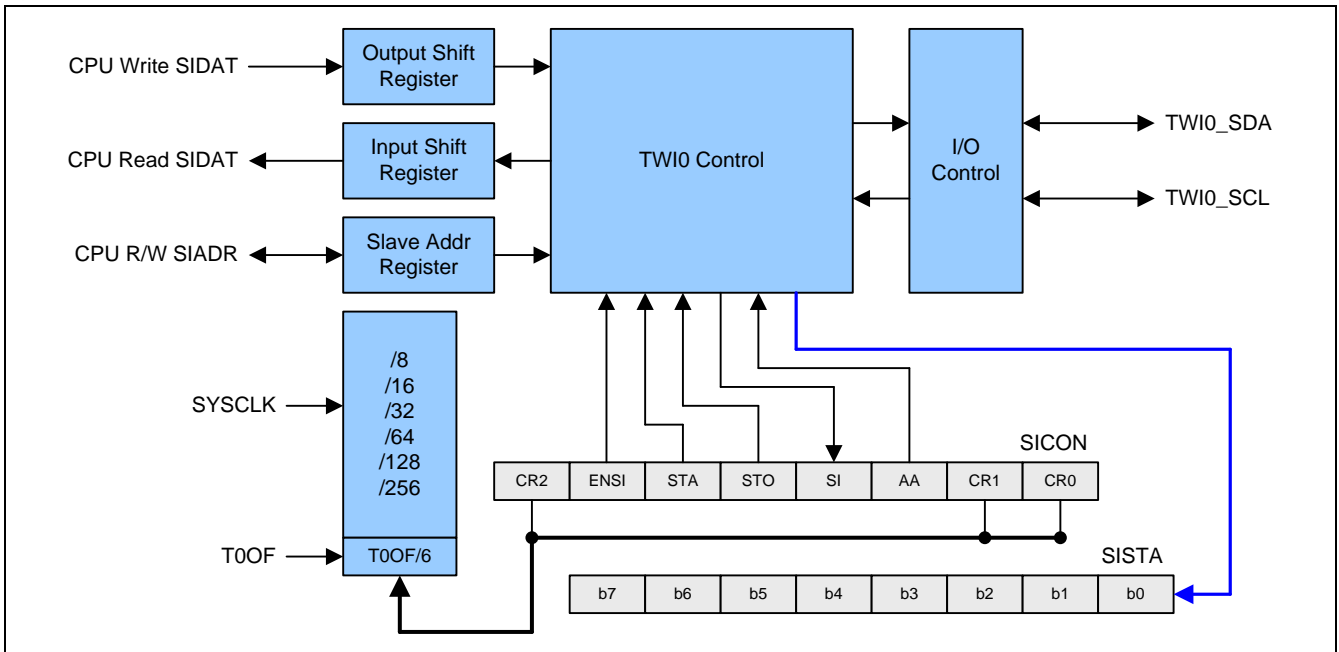 CPU Write SIDAT
Output Shift
Register
CPU Read SIDAT
Input Shift
Register
CPU R/W SIADR
Slave Addr
Register
TWI0 Control
I/O
Control
TWI0_SDA
TWI0_SCL
SYSCLK
/8
/16
/32
/64
/128
/256
T0OF
T0OF/6
SICON
CR2 ENSI STA STO SI AA CR1 CR0
SISTA
b7 b6 b5 b4 b3 b2 b1 b0